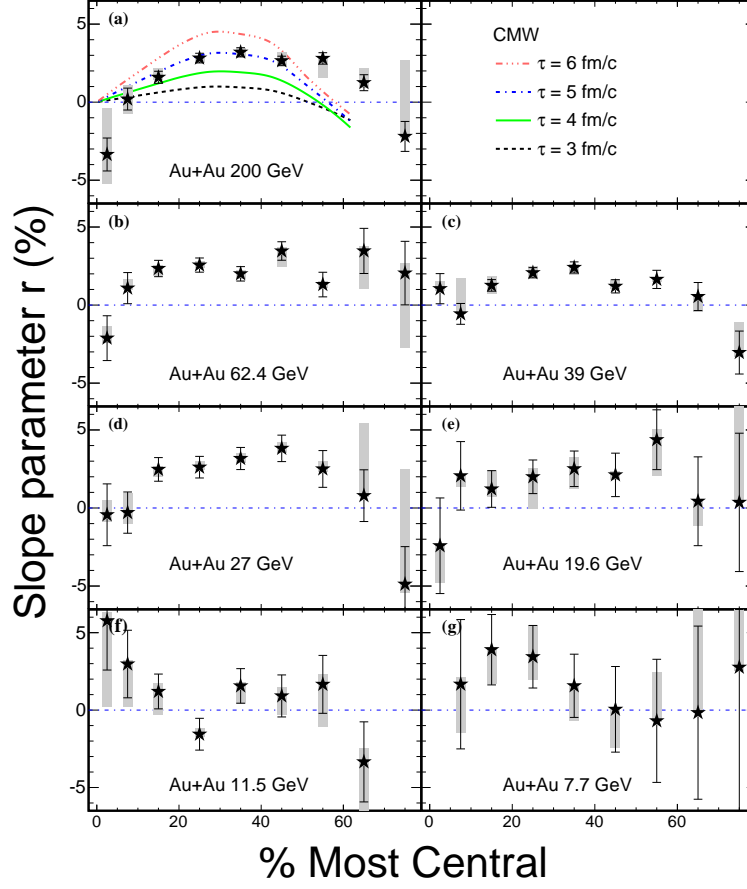 (a)
5
0
-5
Au+Au 200 GeV
CMW
τ = 6 fm/c
τ = 5 fm/c
τ = 4 fm/c
τ = 3 fm/c
(b)
5
0
-5
Au+Au 62.4 GeV
(c)
Au+Au 39 GeV
(d)
5
0
-5
Au+Au 27 GeV
(e)
Au+Au 19.6 GeV
(f)
5
0
-5
Au+Au 11.5 GeV
(g)
Au+Au 7.7 GeV
0 20 40 60
0 20 40 60
Slope parameter r (%)
% Most Central